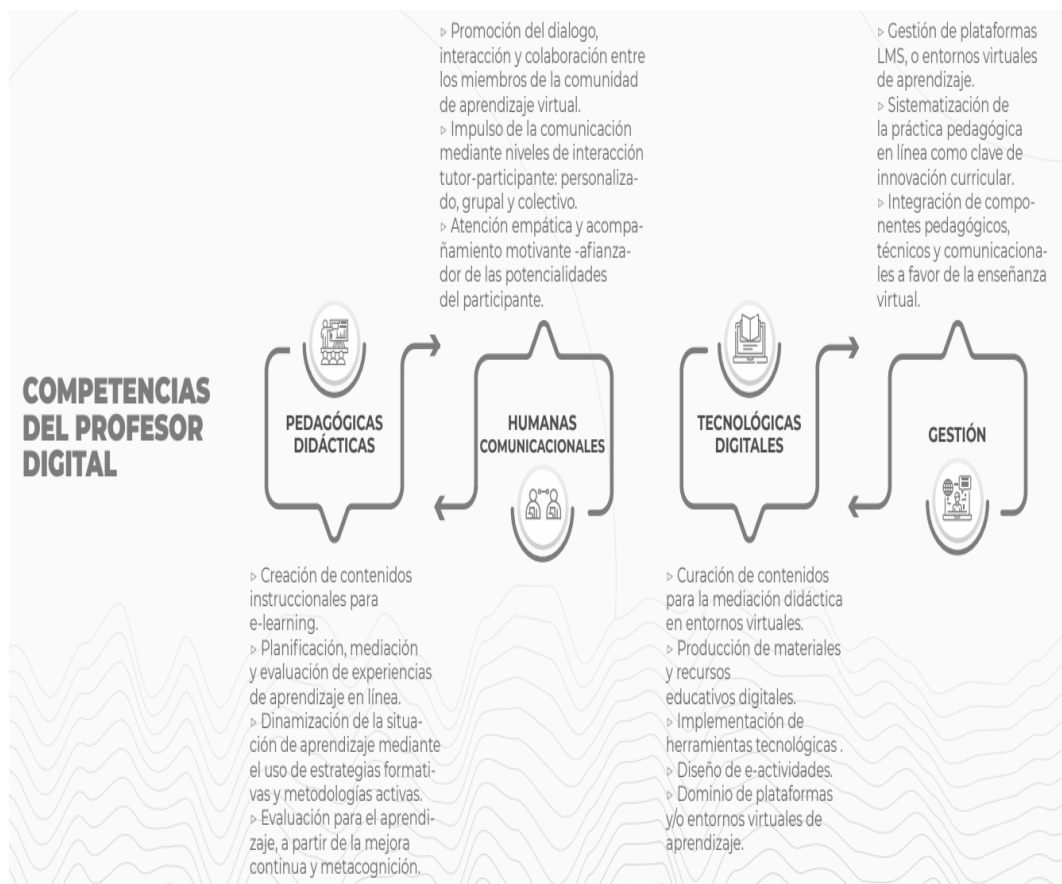 COMPETENCIAS
DEL PROFESOR
DIGITAL
PEDAGÓGICAS
DIDÁCTICAS
▹ Creación de contenidos
instruccionales para
e-learning.
▹ Planificación, mediación
y evaluación de experiencias
de aprendizaje en línea.
▹ Dinamización de la situa-
ción de aprendizaje mediante
el uso de estrategias formati-
vas y metodologías activas.
▹ Evaluación para el aprendi-
zaje, a partir de la mejora
continua y metacognición.
▹ Promoción del dialogo,
interacción y colaboración entre
los miembros de la comunidad
de aprendizaje virtual.
▹ Impulso de la comunicación
mediante niveles de interacción
tutor-participante: personaliza-
do, grupal y colectivo.
▹ Atención empática y acompa-
ñamiento motivante -afianza-
dor de las potencialidades
del participante.
HUMANAS
COMUNICACIONALES
TECNOLÓGICAS
DIGITALES
▹ Curación de contenidos
para la mediación didáctica
en entornos virtuales.
▹ Producción de materiales
y recursos
educativos digitales.
▹ Implementación de
herramientas tecnológicas .
▹ Diseño de e-actividades.
▹ Dominio de plataformas
y/o entornos virtuales de
aprendizaje.
▹ Gestión de plataformas
LMS, o entornos virtuales
de aprendizaje.
▹ Sistematización de
la práctica pedagógica
en línea como clave de
innovación curricular.
▹ Integración de compo-
nentes pedagógicos,
técnicos y comunicaciona-
les a favor de la enseñanza
virtual.
GESTIÓN